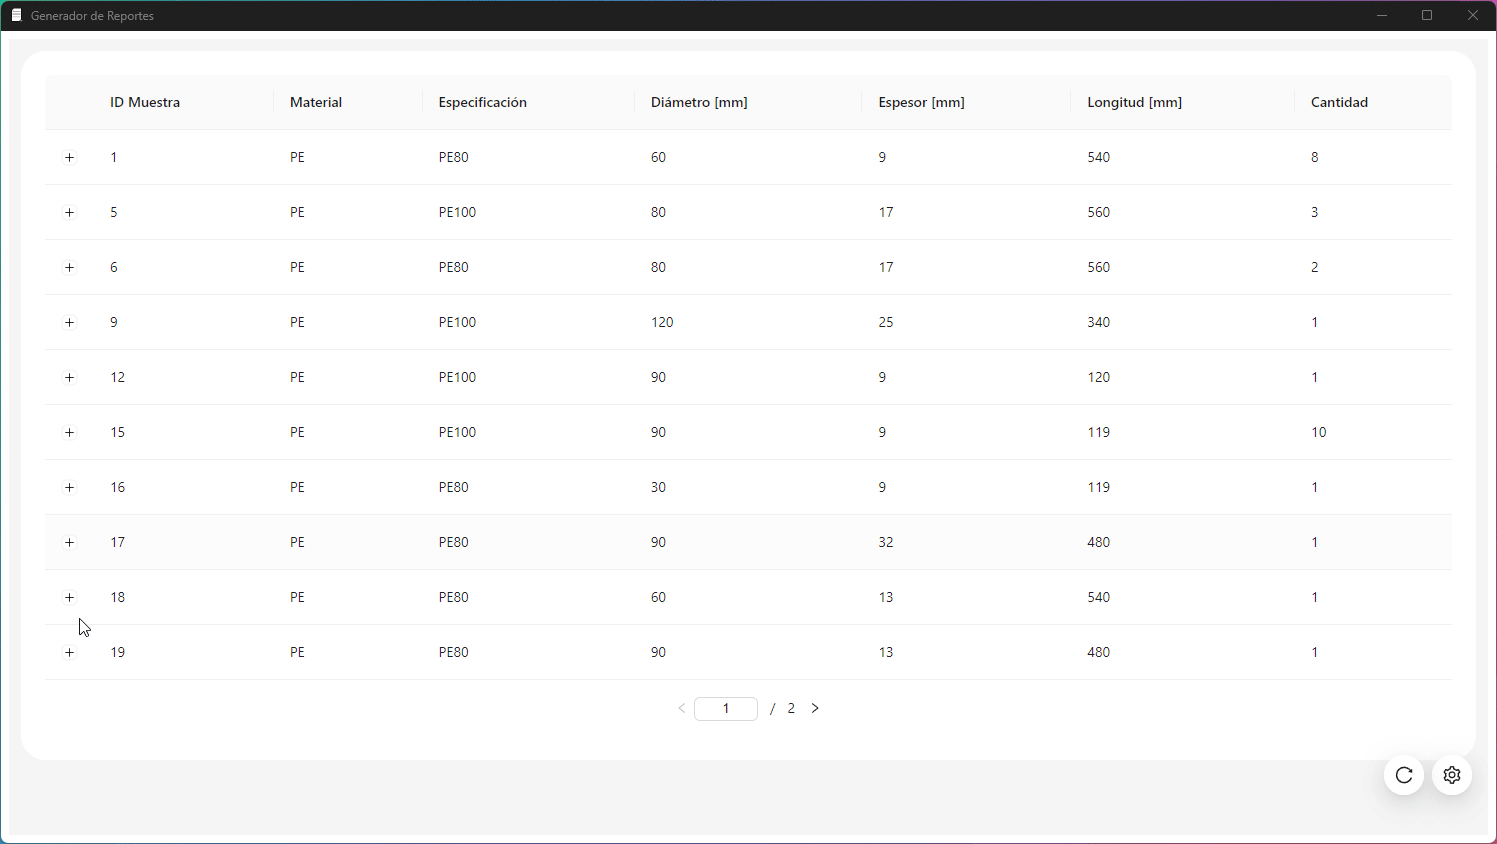 Generador de Reportes
ID Muestra Material Especificación Diámetro [mm] Espesor [mm] Longitud [mm] Cantidad
+ 1 PE PE80 60 9 540 8
+ 5 PE PE100 80 17 560 3
+ 6 PE PE80 80 17 560 2
+ 9 PE PE100 120 25 340 1
+ 12 PE PE100 90 9 120 1
+ 15 PE PE100 90 9 119 10
+ 16 PE PE80 30 9 119 1
+ 17 PE PE80 90 32 480 1
+ 18 PE PE80 60 13 540 1
+ 19 PE PE80 90 13 480 1
< 1 / 2 >